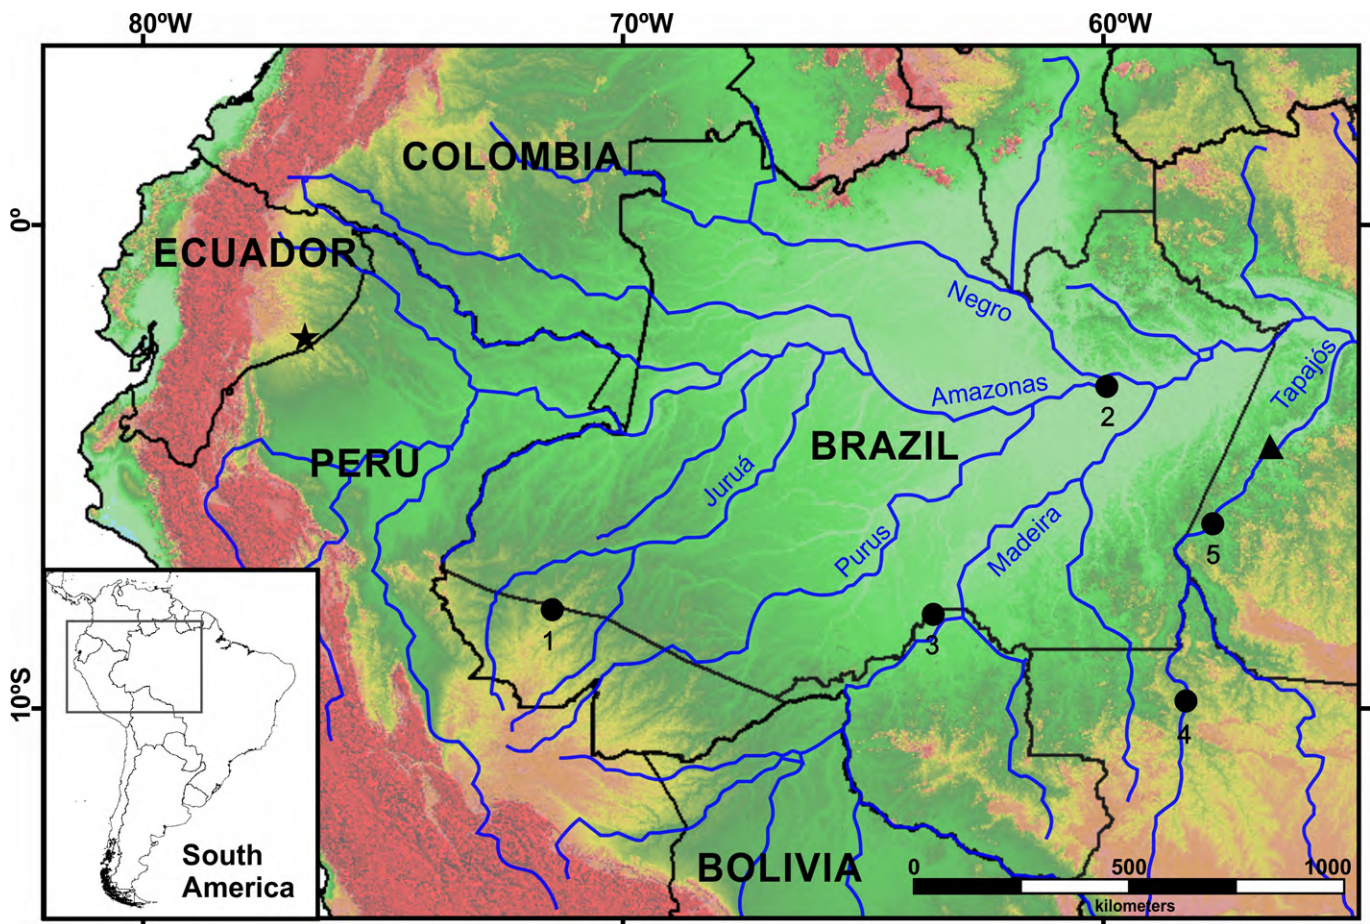 80ºW 70ºW 60ºW
COLOMBIA
0º
ECUADOR
Negro
Tapajós
Amazonas
2
BRAZIL
PERU
Juruá
Purus
Madeira
5
1
3
10ºS
4
South
America
BOLIVIA
0 500 1000
kilometers